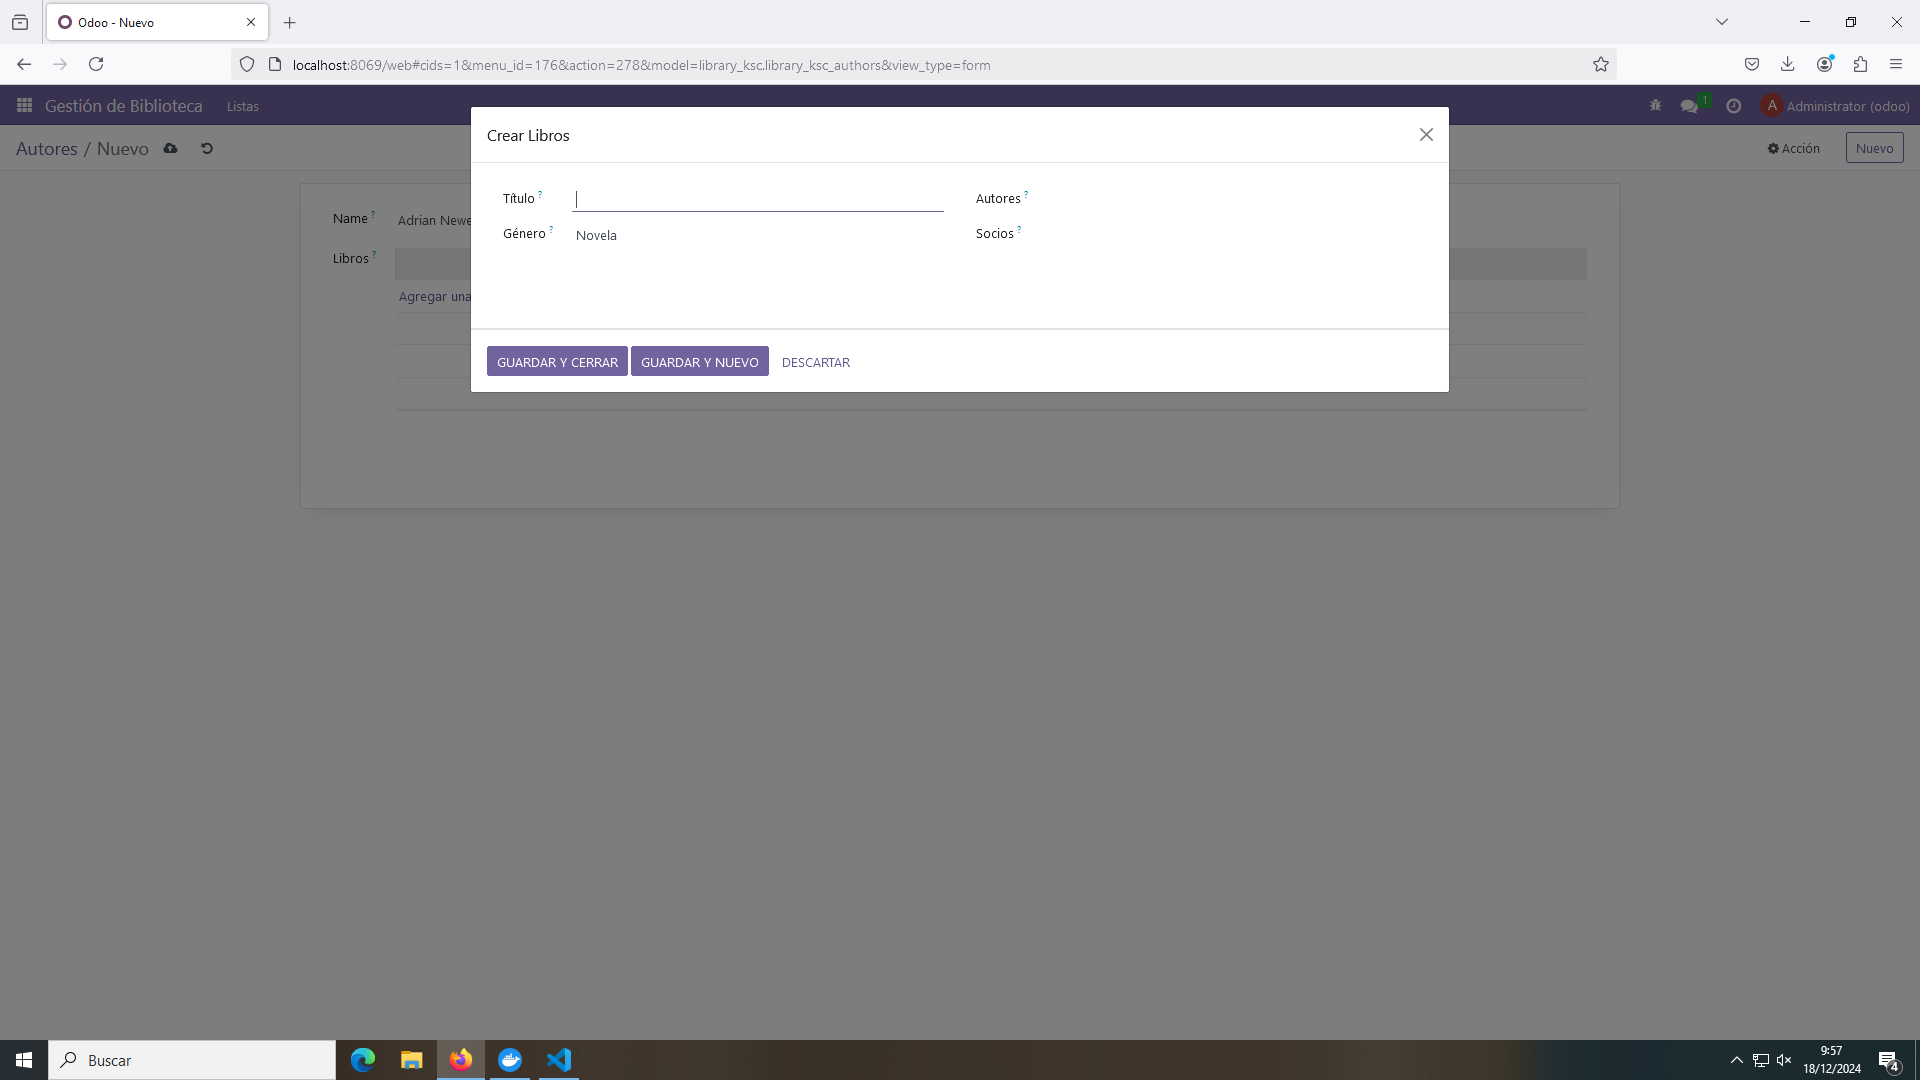 Odoo - Nuevo
localhost:8069/web#cids=1&menu_id=176&action=278&model=library_ksc.library_ksc_authors&view_type=form
Gestión de Biblioteca
Listas
1
A
Administrator (odoo)
Autores / Nuevo
Acción
Nuevo
Crear Libros
Name ?
Adrian Newe
Libros ?
Agregar una
Título ?
Autores ?
Género ?
Novela
Socios ?
GUARDAR Y CERRAR
GUARDAR Y NUEVO
DESCARTAR
Buscar
9:57
18/12/2024
4